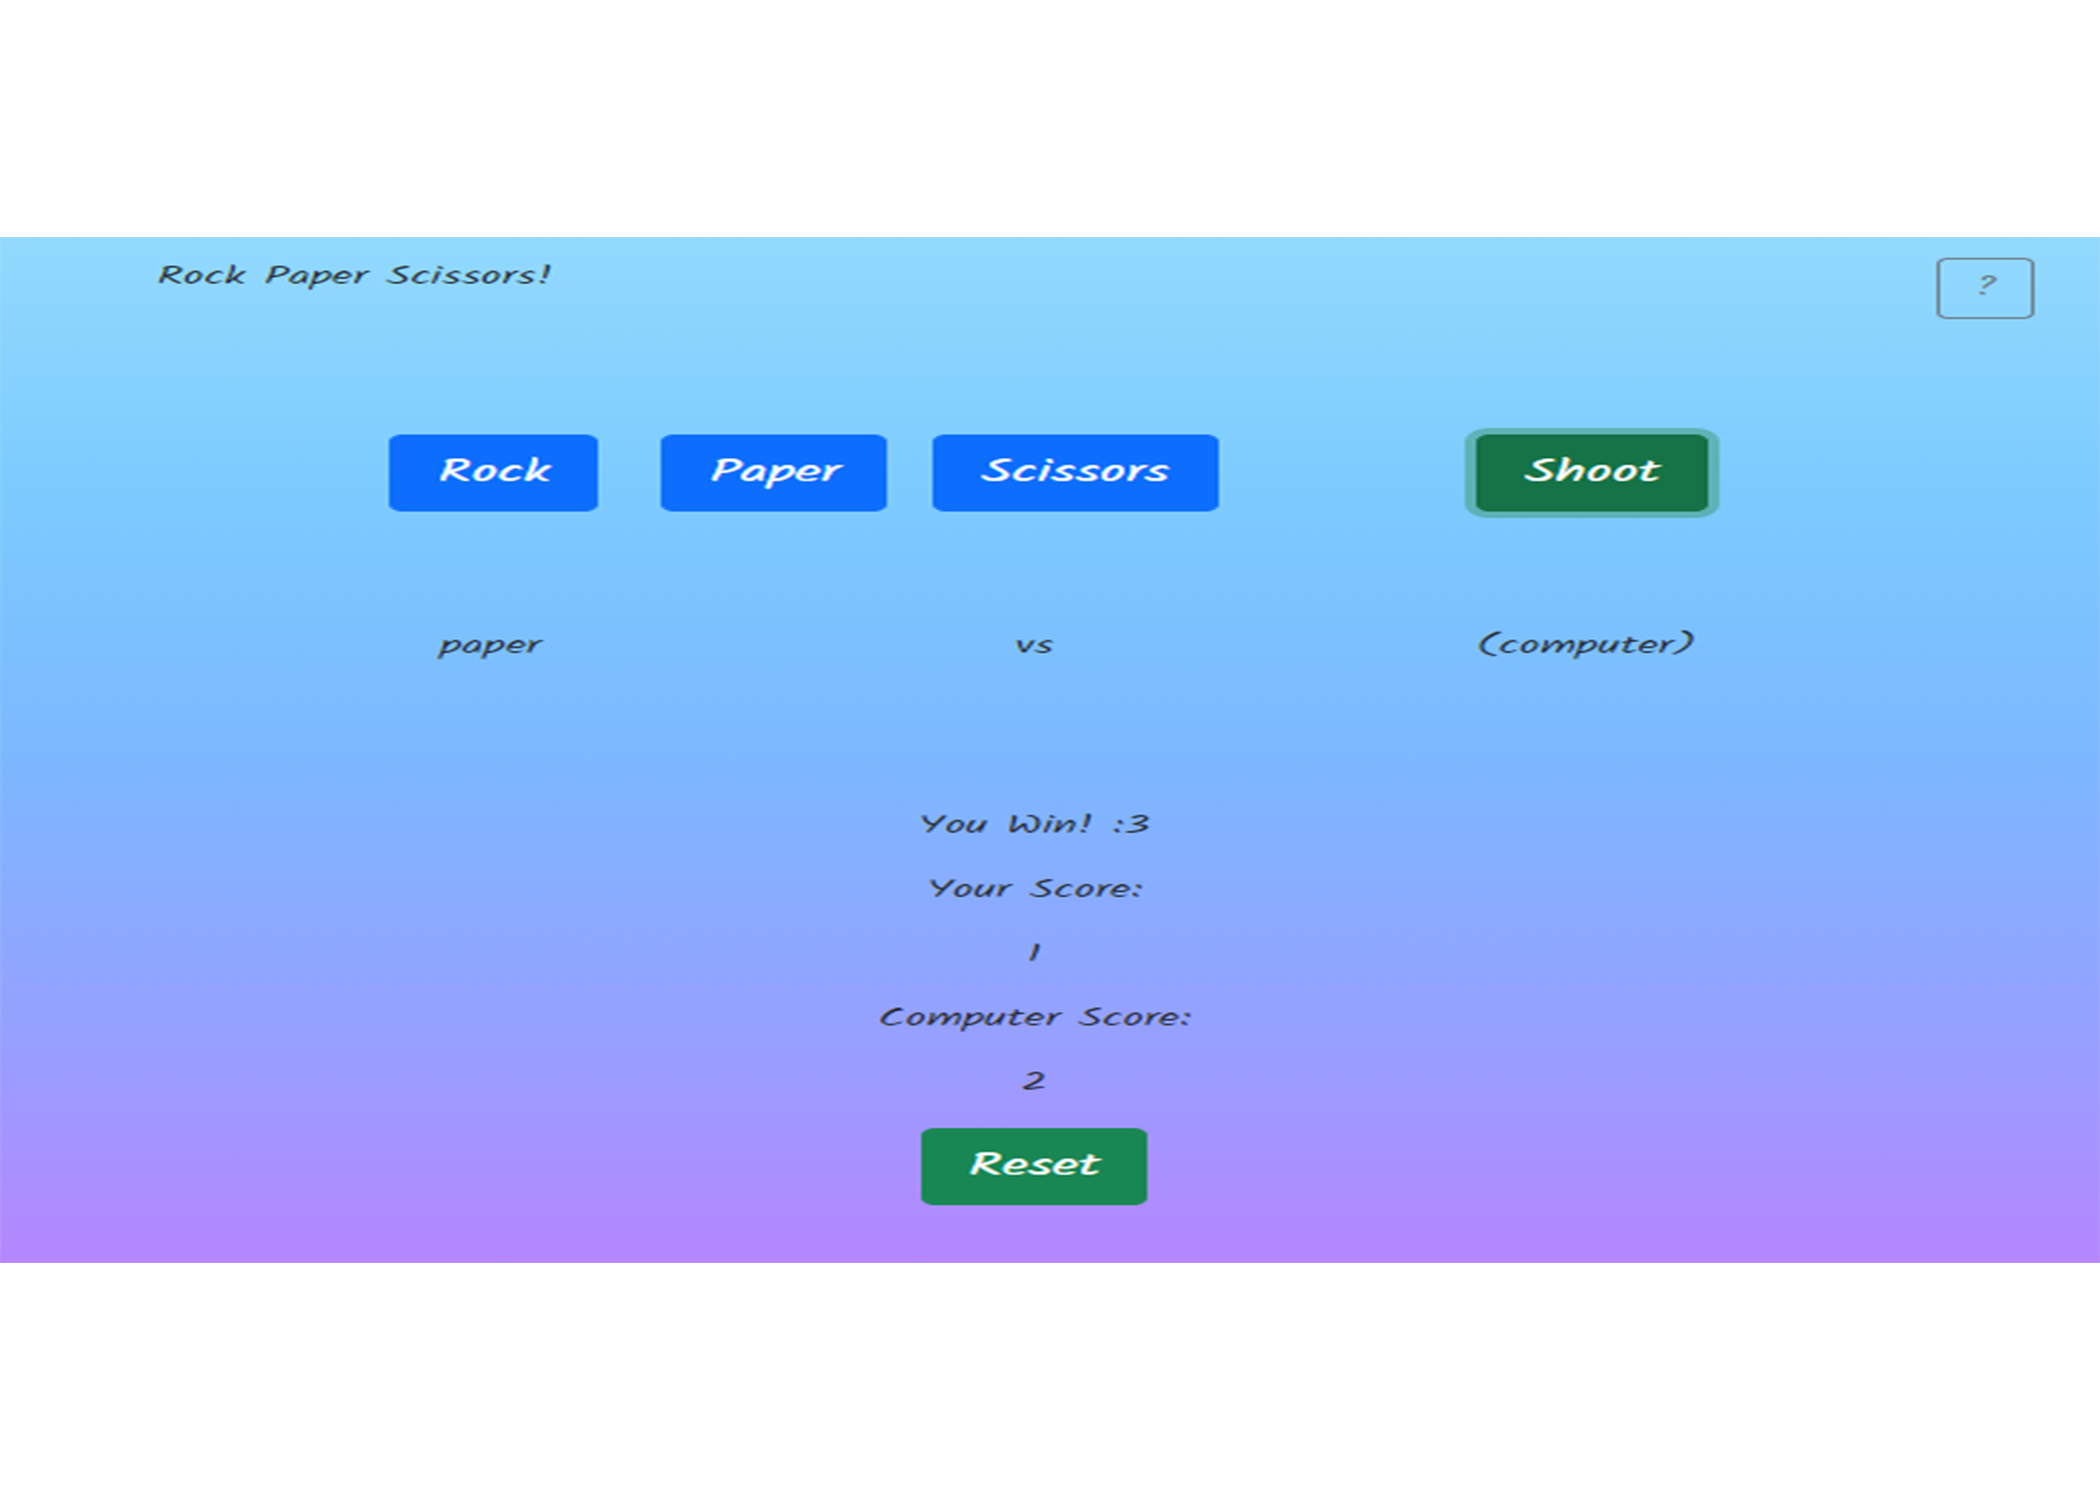 Rock Paper Scissors!
?
Rock Paper Scissors Shoot
paper vs (computer)
You Win! :3
Your Score:
1
Computer Score:
2
Reset